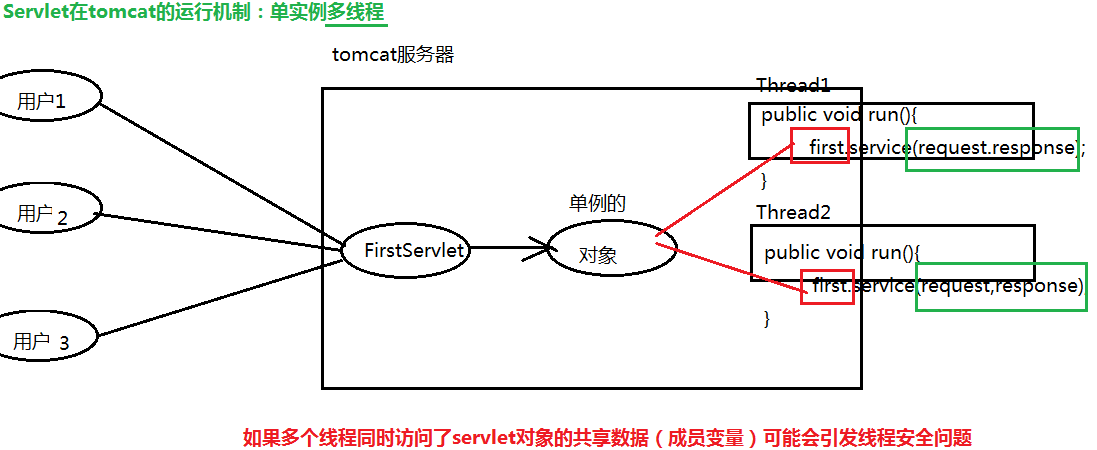 Servlet在tomcat的运行机制：单实例多线程
tomcat服务器
用户1
用户 2
用户 3
FirstServlet
单例的
对象
Thread1
public void run(){
first.service(request.response);
}
Thread2
public void run(){
first.service(request,response)
}
如果多个线程同时访问了servlet对象的共享数据（成员变量）可能会引发线程安全问题